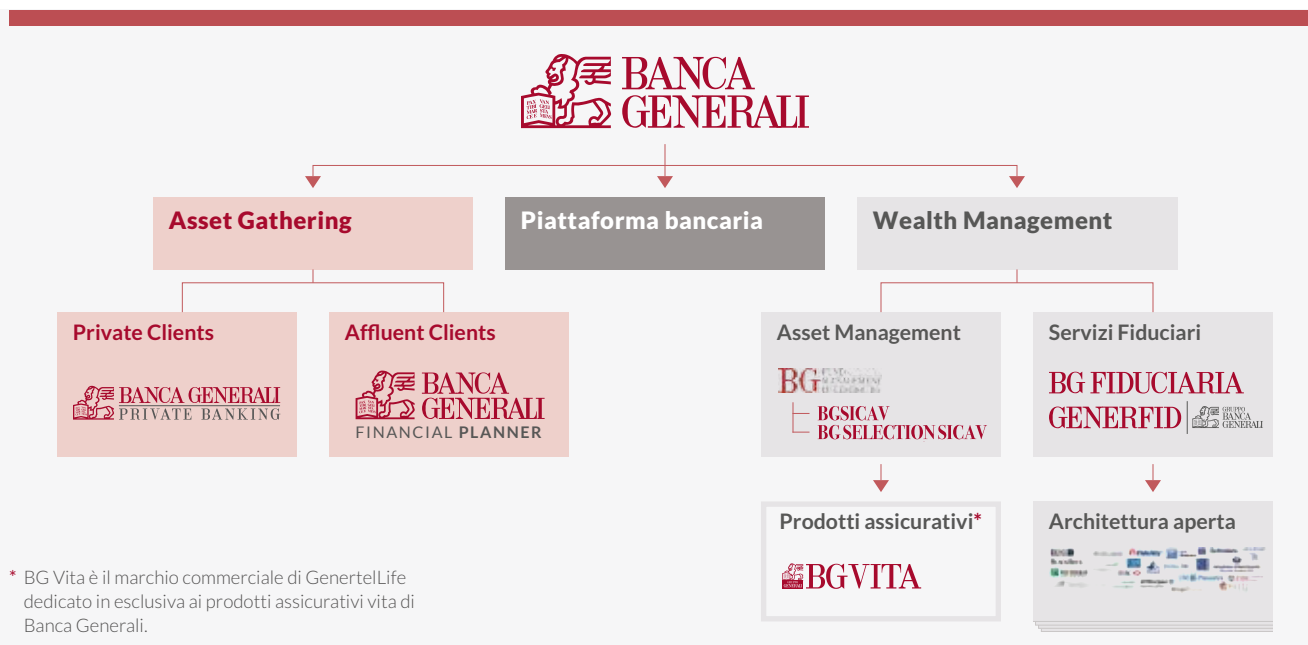 BANCA
GENERALI
Asset Gathering
Piattaforma bancaria
Wealth Management
Private Clients
BANCA GENERALI
PRIVATE BANKING
Affluent Clients
BANCA
GENERALI
FINANCIAL PLANNER
Asset Management
BG FUND
MANAGEMENT
BGSICAV
BG SELECTION SICAV
Servizi Fiduciari
BG FIDUCIARIA
GENERFID
GRUPPO
BANCA
GENERALI
Prodotti assicurativi*
BG VITA
Architettura aperta
* BG Vita è il marchio commerciale di GenertelLife
dedicato in esclusiva ai prodotti assicurativi vita di
Banca Generali.